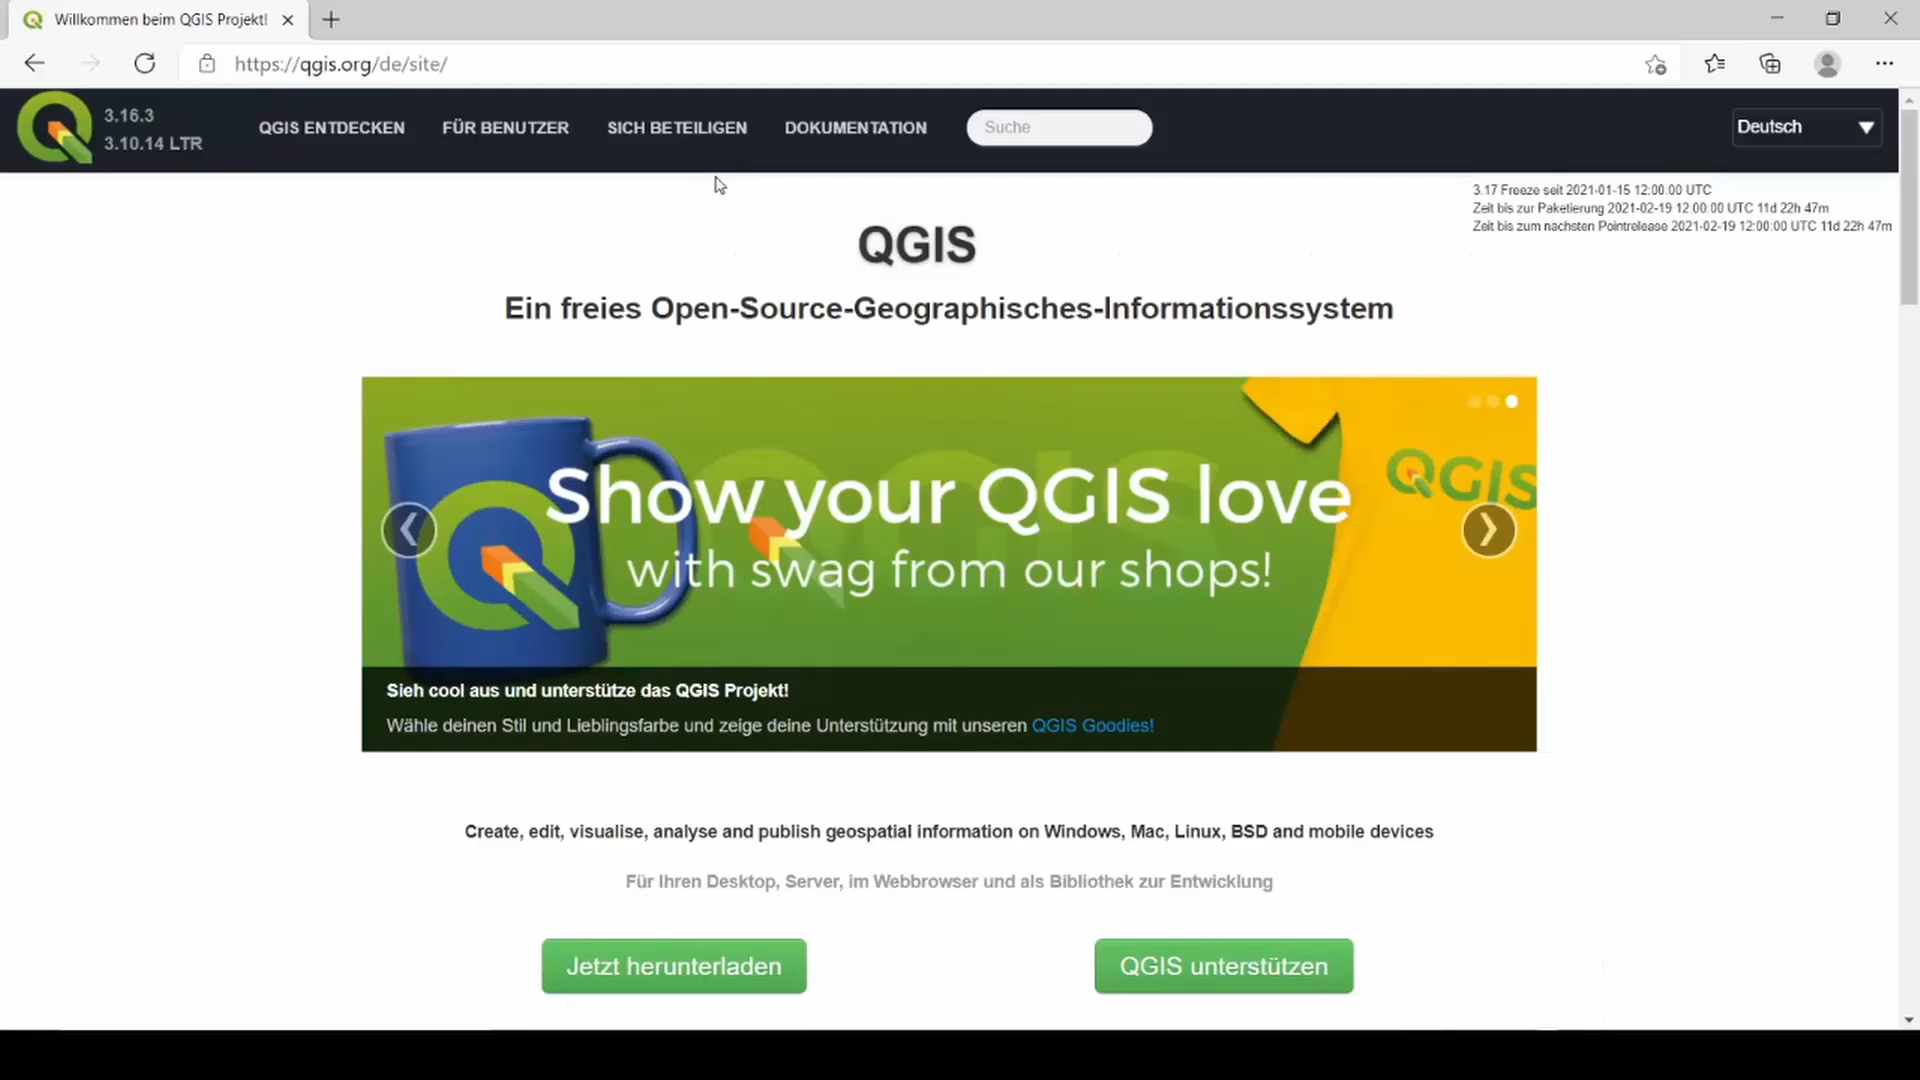 Willkommen beim QGIS Projekt!
https://qgis.org/de/site/
3.16.3
3.10.14 LTR
QGIS ENTDECKEN
FÜR BENUTZER
SICH BETEILIGEN
DOKUMENTATION
Suche
Deutsch
3.17 Freeze seit 2021-01-15 12:00:00 UTC
Zeit bis zur Paketierung 2021-02-19 12:00:00 UTC 11d 22h 47m
Zeit bis zum nachsten Pointrelease 2021-02-19 12:00:00 UTC 11d 22h 47m
QGIS
Ein freies Open-Source-Geographisches-Informationssystem
QGIS
Show your QGIS love
with swag from our shops!
Sieh cool aus und unterstütze das QGIS Projekt!
Wähle deinen Stil und Lieblingsfarbe und zeige deine Unterstützung mit unseren QGIS Goodies!
Create, edit, visualise, analyse and publish geospatial information on Windows, Mac, Linux, BSD and mobile devices
Für Ihren Desktop, Server, im Webbrowser und als Bibliothek zur Entwicklung
Jetzt herunterladen
QGIS unterstützen